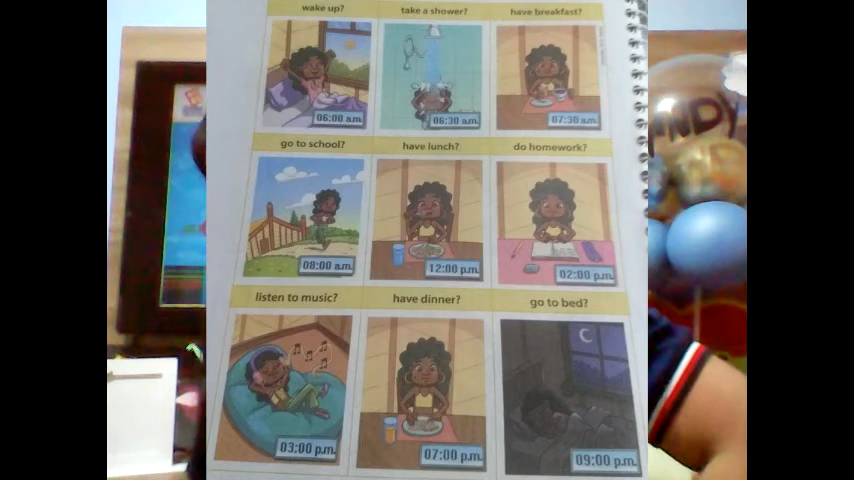 wake up?
take a shower?
have breakfast?
06:00 a.m.
06:30 a.m.
07:30 a.m.
go to school?
have lunch?
do homework?
08:00 a.m.
12:00 p.m.
02:00 p.m.
listen to music?
have dinner?
go to bed?
03:00 p.m.
07:00 p.m.
09:00 p.m.